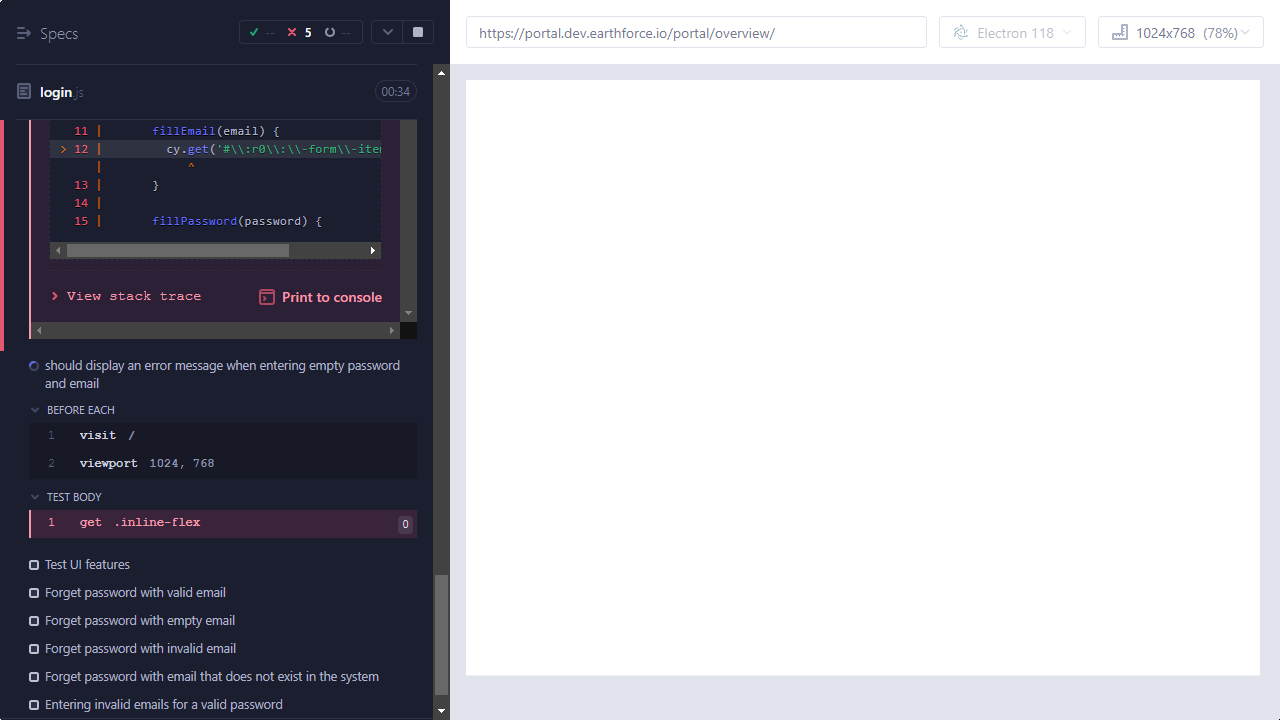 Specs
-- 5 --
login.js
00:34
11 | fillEmail(email) {
> 12 | cy.get('#\\:r0\\:\\-form\\-iter
| ^
13 | }
14 |
15 | fillPassword(password) {
View stack trace
Print to console
should display an error message when entering empty password
and email
BEFORE EACH
1 visit /
2 viewport 1024, 768
TEST BODY
1 get .inline-flex 0
Test UI features
Forget password with valid email
Forget password with empty email
Forget password with invalid email
Forget password with email that does not exist in the system
Entering invalid emails for a valid password
https://portal.dev.earthforce.io/portal/overview/
Electron 118
1024x768 (78%)